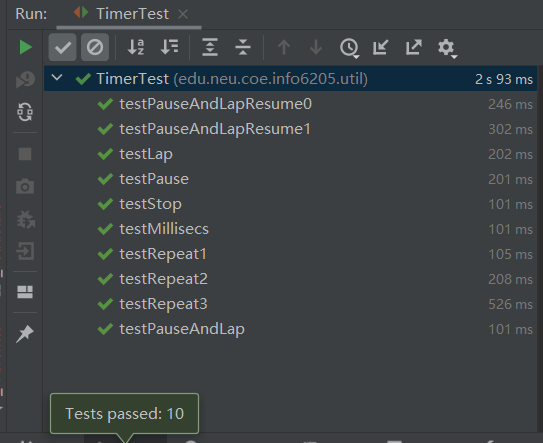 Run: TimerTest
TimerTest (edu.neu.coe.info6205.util) 2 s 93 ms
testPauseAndLapResume0 246 ms
testPauseAndLapResume1 302 ms
testLap 202 ms
testPause 201 ms
testStop 101 ms
testMillisecs 101 ms
testRepeat1 105 ms
testRepeat2 208 ms
testRepeat3 526 ms
testPauseAndLap 101 ms
Tests passed: 10